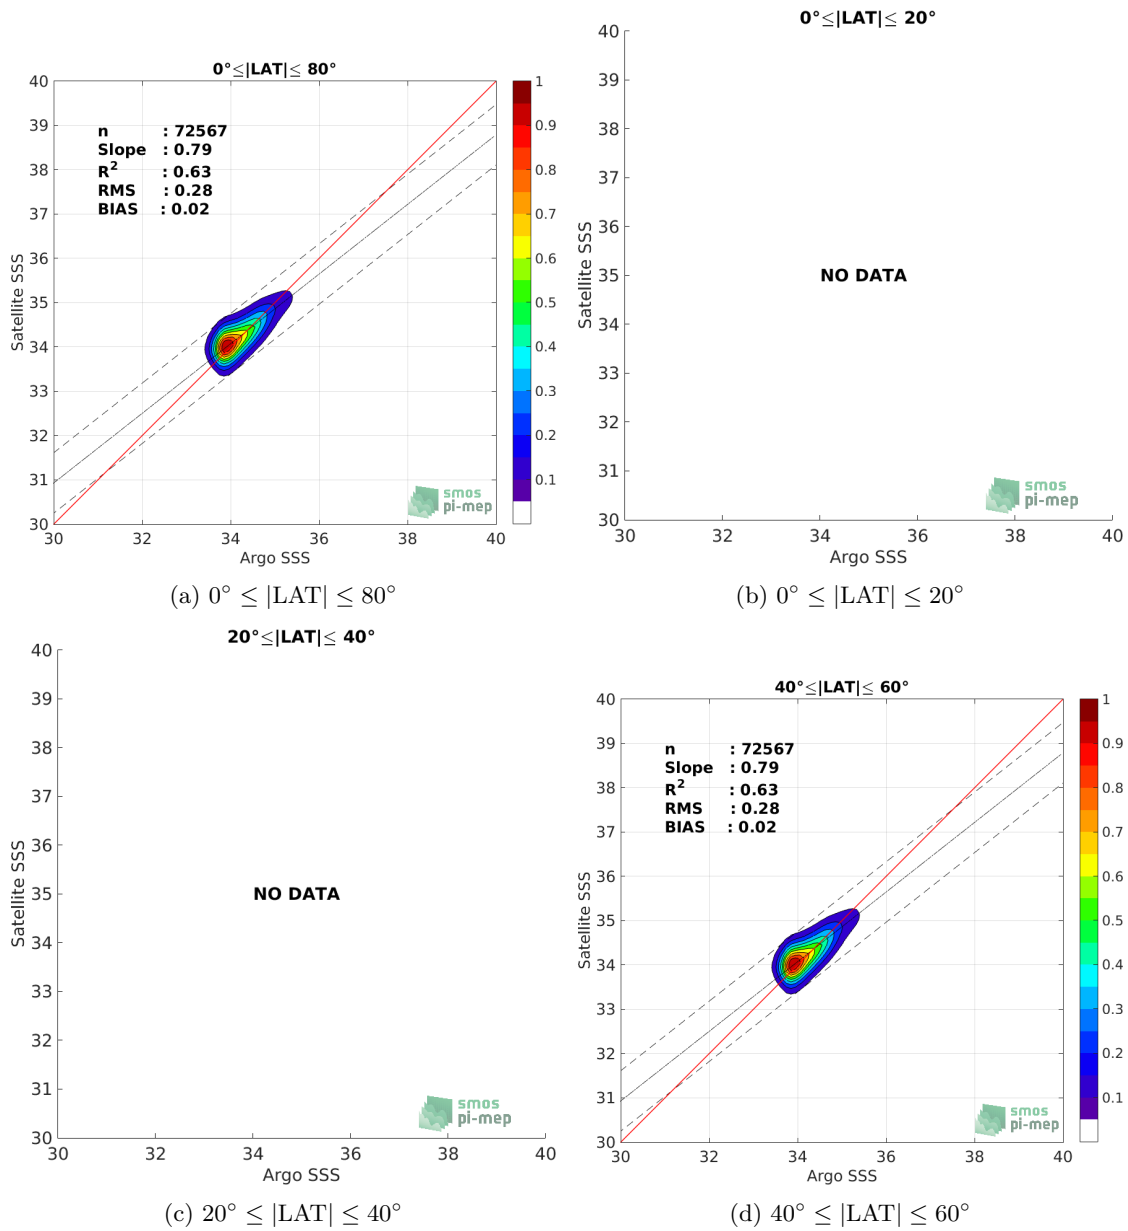 0°≤|LAT|≤ 80°
40
39
38
37
36
35
34
33
32
31
30
Satellite SSS
n : 72567
Slope : 0.79
R² : 0.63
RMS : 0.28
BIAS : 0.02
smos
pi-mep
30 32 34 36 38 40
Argo SSS
1
0.9
0.8
0.7
0.6
0.5
0.4
0.3
0.2
0.1
(a) 0° ≤ |LAT| ≤ 80°
0°≤|LAT|≤ 20°
40
39
38
37
36
35
34
33
32
31
30
Satellite SSS
NO DATA
smos
pi-mep
30 32 34 36 38 40
Argo SSS
(b) 0° ≤ |LAT| ≤ 20°
20°≤|LAT|≤ 40°
40
39
38
37
36
35
34
33
32
31
30
Satellite SSS
NO DATA
smos
pi-mep
30 32 34 36 38 40
Argo SSS
(c) 20° ≤ |LAT| ≤ 40°
40°≤|LAT|≤ 60°
40
39
38
37
36
35
34
33
32
31
30
Satellite SSS
n : 72567
Slope : 0.79
R² : 0.63
RMS : 0.28
BIAS : 0.02
smos
pi-mep
30 32 34 36 38 40
Argo SSS
1
0.9
0.8
0.7
0.6
0.5
0.4
0.3
0.2
0.1
(d) 40° ≤ |LAT| ≤ 60°